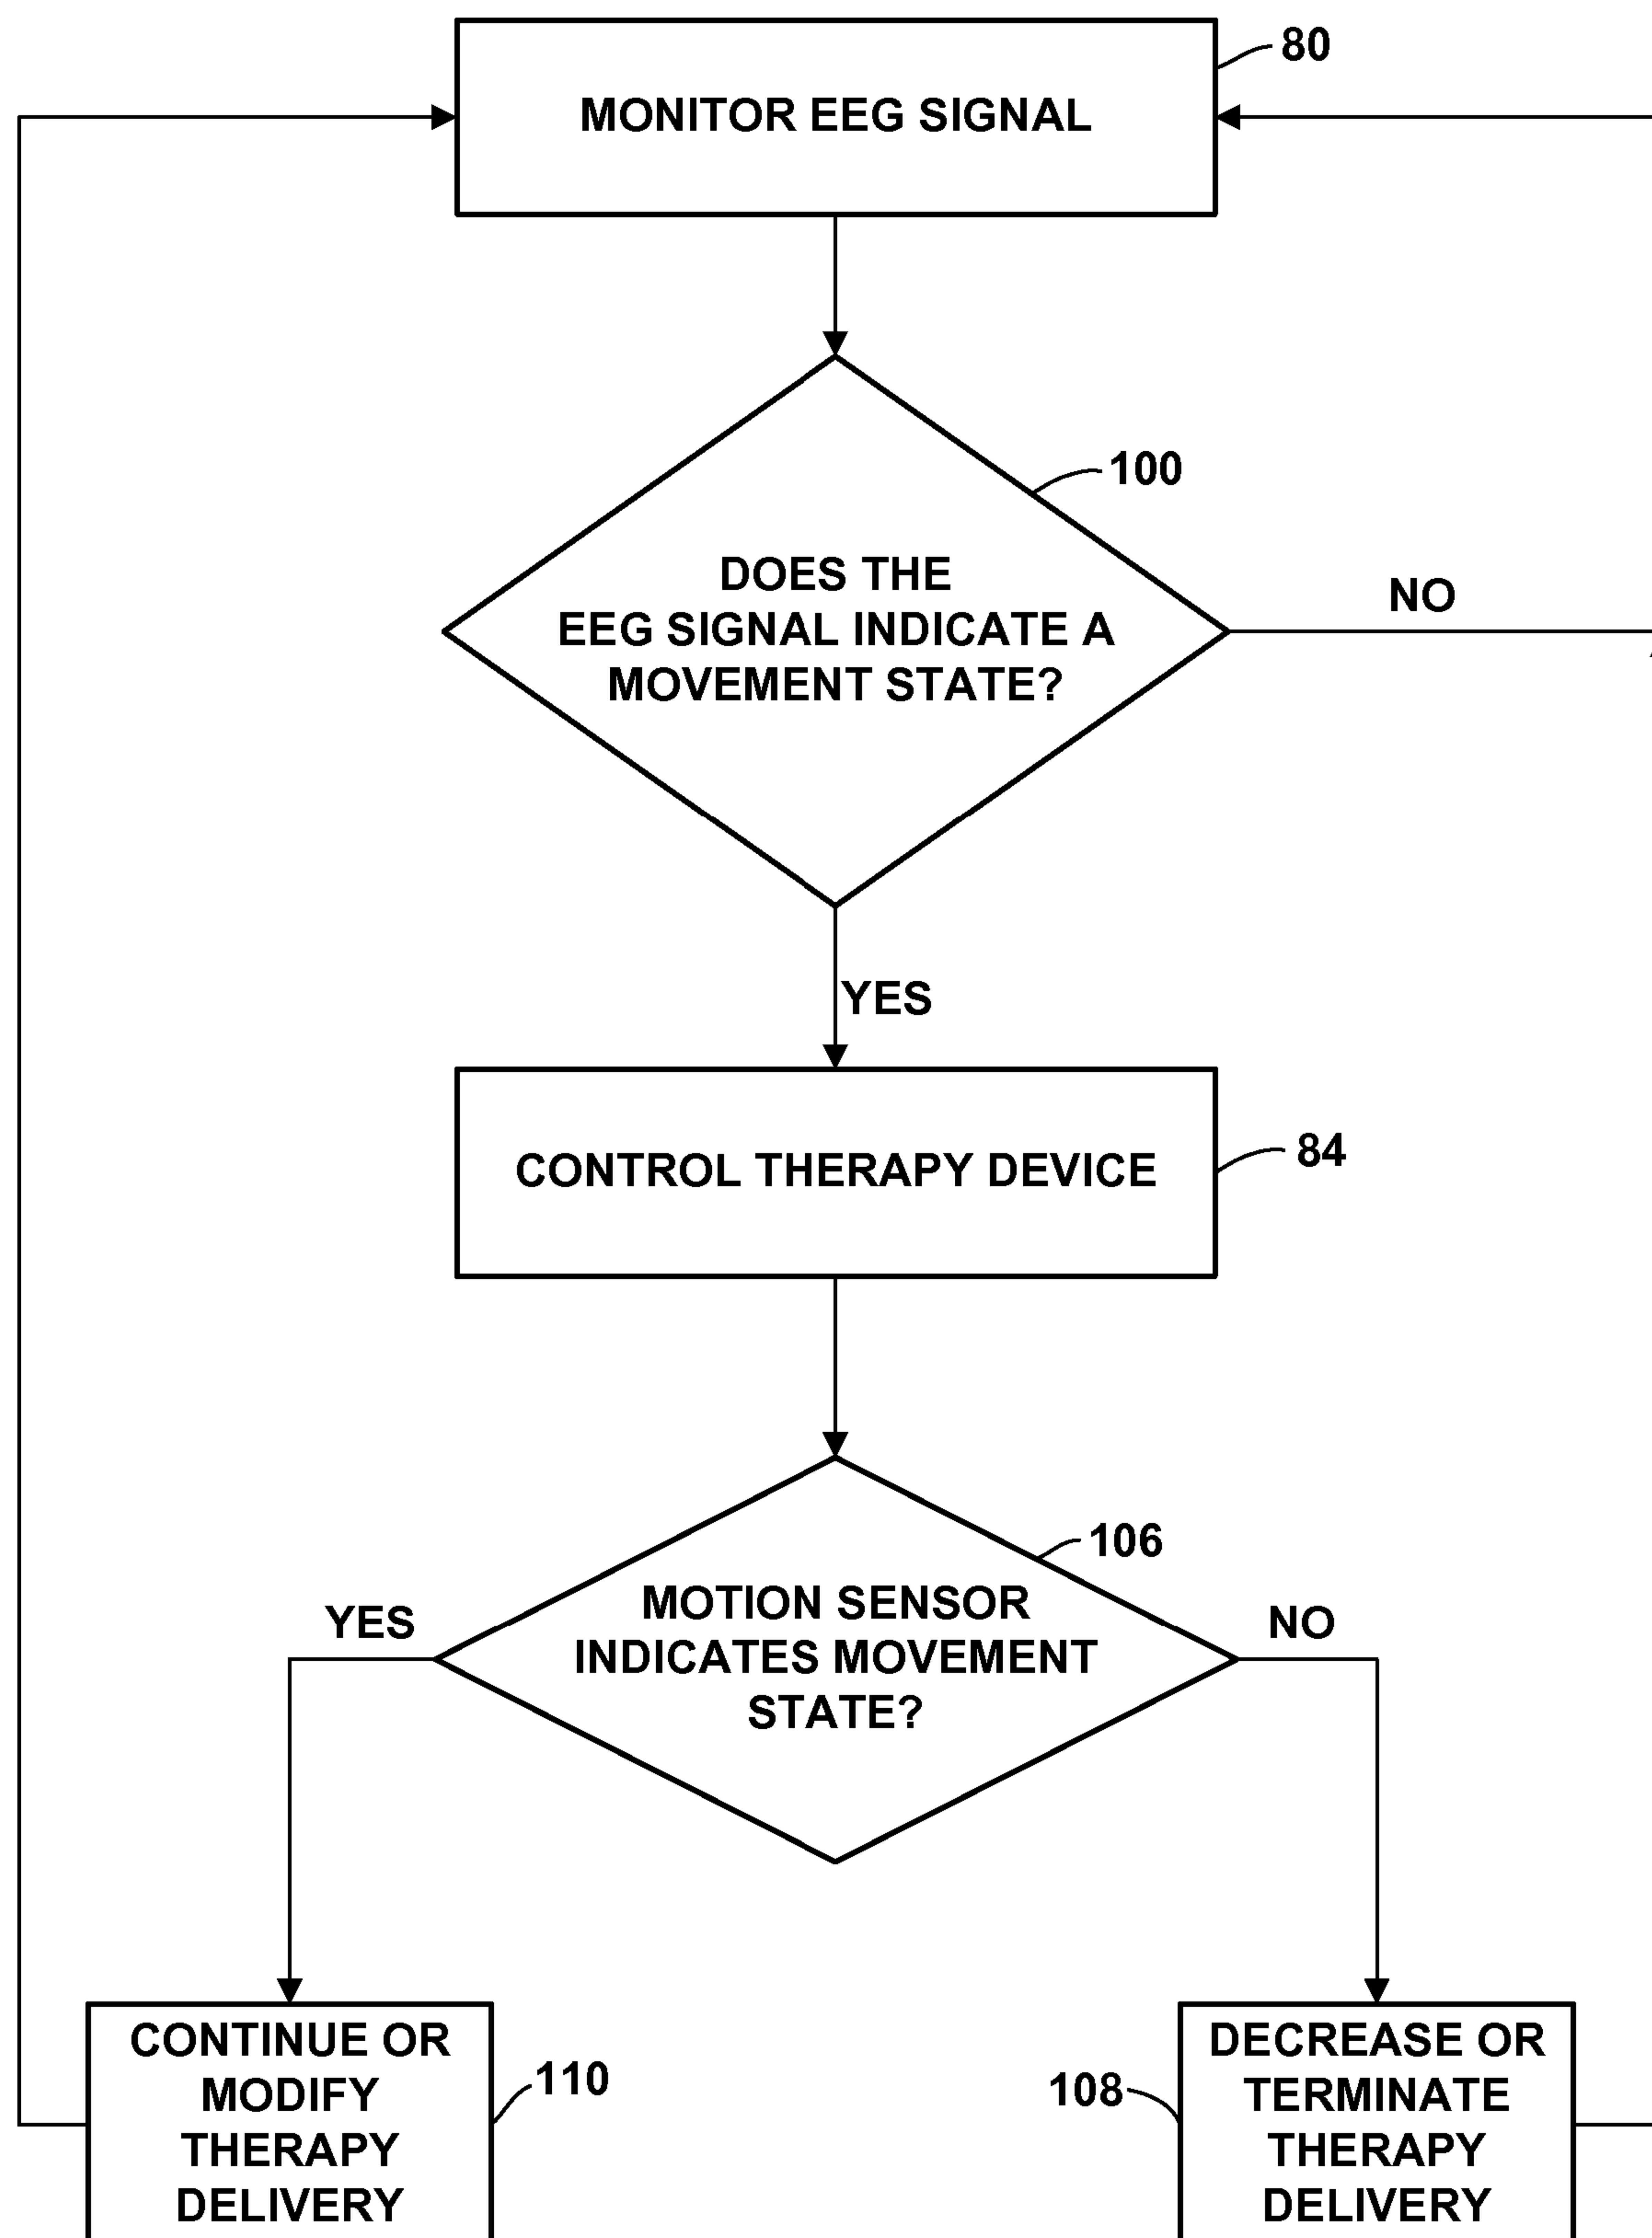 80
MONITOR EEG SIGNAL
100
DOES THE
EEG SIGNAL INDICATE A
MOVEMENT STATE?
NO
YES
CONTROL THERAPY DEVICE
84
106
MOTION SENSOR
INDICATES MOVEMENT
STATE?
YES
NO
CONTINUE OR
MODIFY
THERAPY
DELIVERY
110
108
DECREASE OR
TERMINATE
THERAPY
DELIVERY